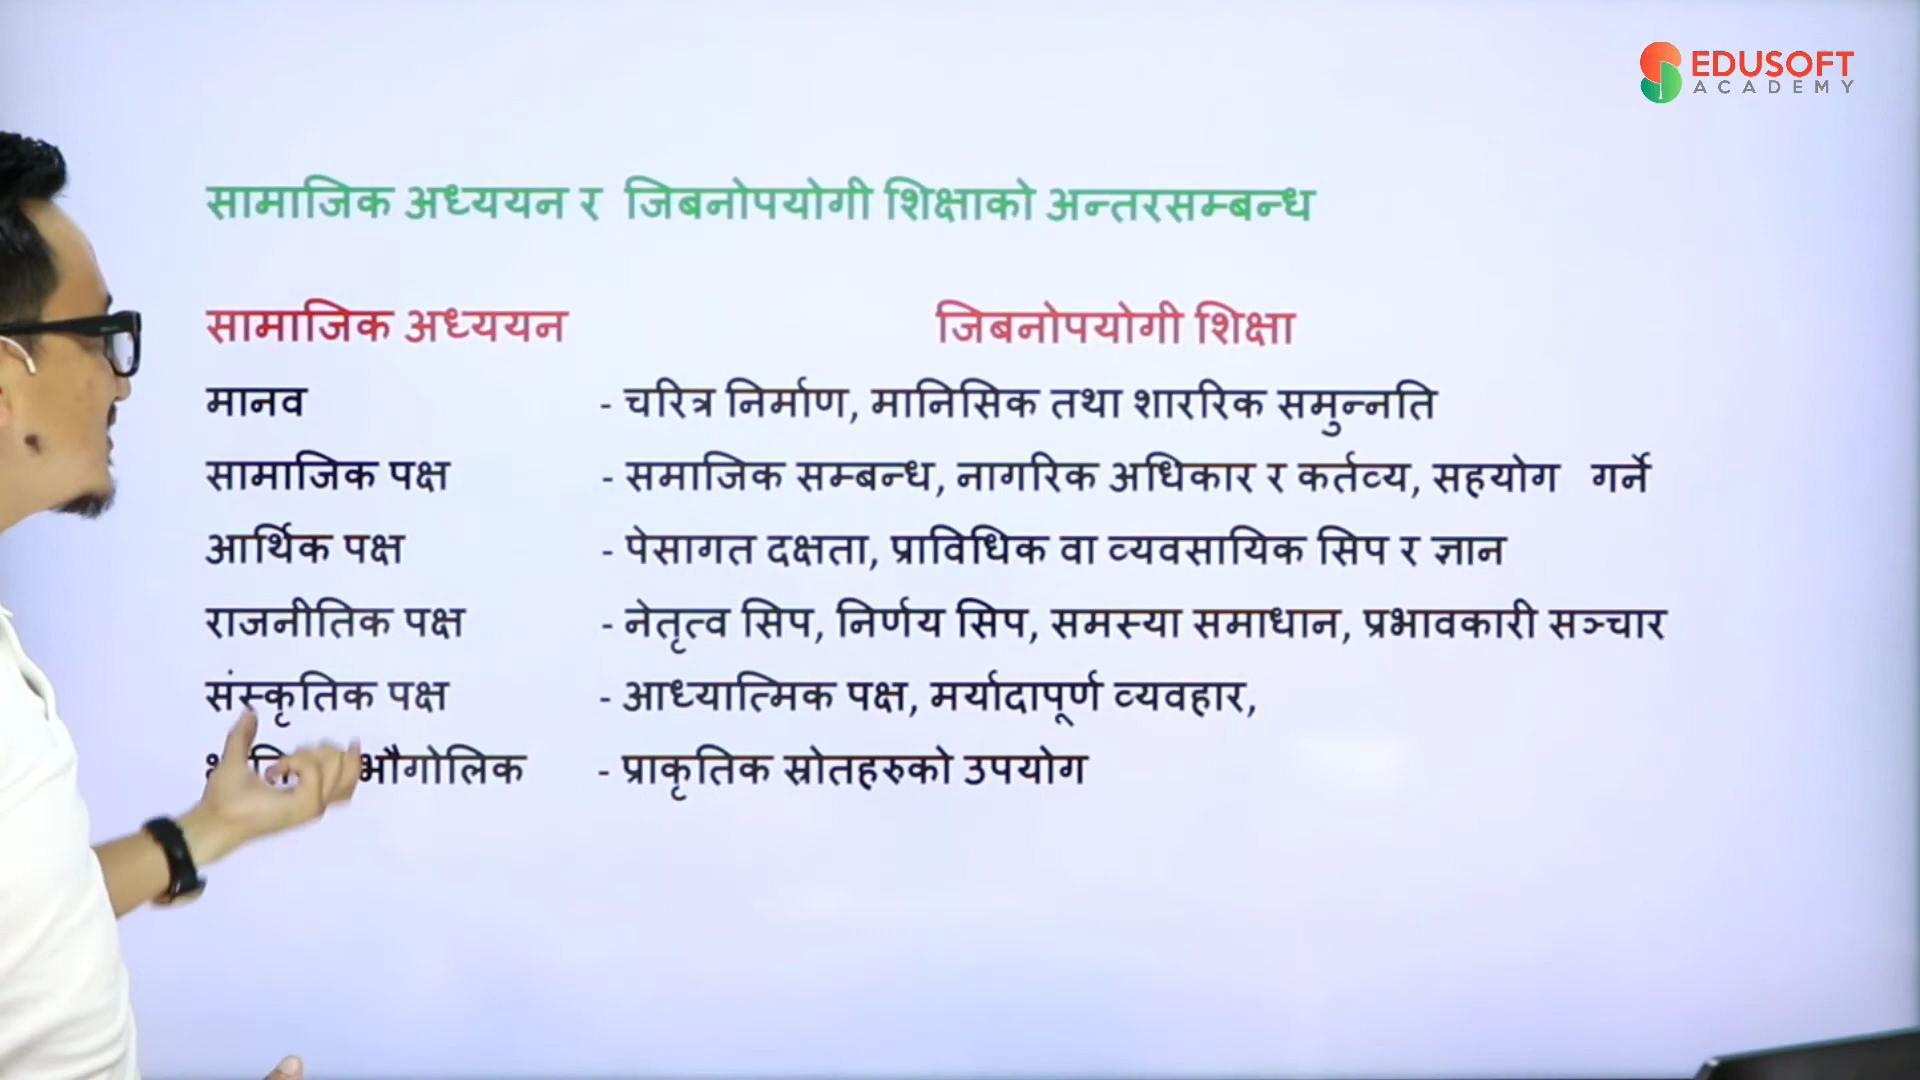 EDUSOFT
ACADEMY
सामाजिक अध्ययन र जिबनोपयोगी शिक्षाको अन्तरसम्बन्ध
सामाजिक अध्ययन जिबनोपयोगी शिक्षा
मानव - चरित्र निर्माण, मानिसिक तथा शाररिक समुन्नति
सामाजिक पक्ष - समाजिक सम्बन्ध, नागरिक अधिकार र कर्तव्य, सहयोग गर्ने
आर्थिक पक्ष - पेसागत दक्षता, प्राविधिक वा व्यवसायिक सिप र ज्ञान
राजनीतिक पक्ष - नेतृत्व सिप, निर्णय सिप, समस्या समाधान, प्रभावकारी सञ्चार
संस्कृतिक पक्ष - आध्यात्मिक पक्ष, मर्यादापूर्ण व्यवहार,
भौगोलिक - प्राकृतिक स्रोतहरुको उपयोग